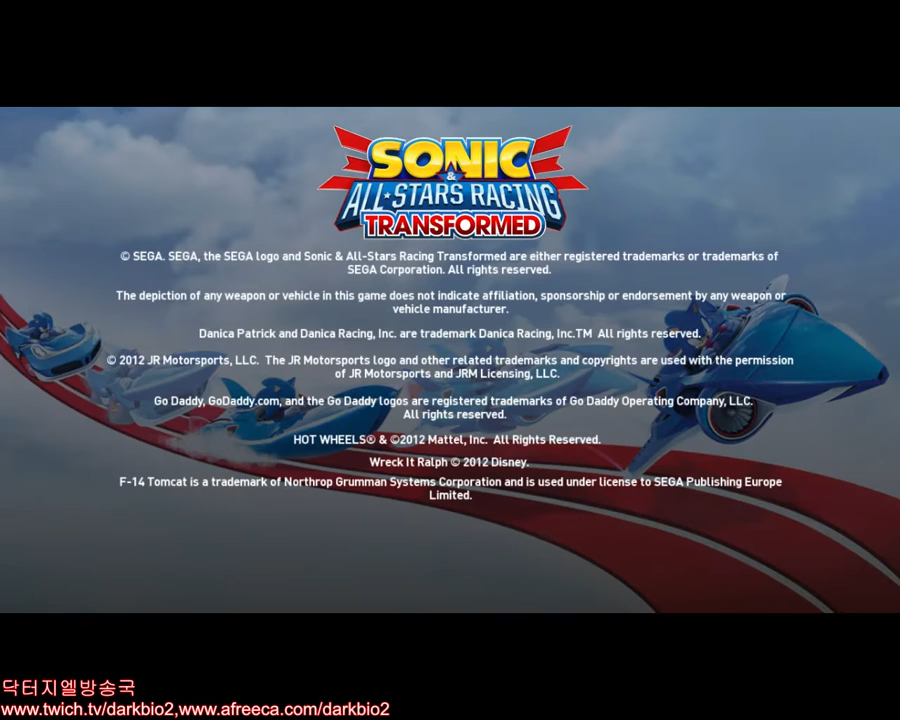 SONIC
&
ALL★STARS RACING
TRANSFORMED
© SEGA. SEGA, the SEGA logo and Sonic & All-Stars Racing Transformed are either registered trademarks or trademarks of
SEGA Corporation. All rights reserved.
The depiction of any weapon or vehicle in this game does not indicate affiliation, sponsorship or endorsement by any weapon or
vehicle manufacturer.
Danica Patrick and Danica Racing, Inc. are trademark Danica Racing, Inc.TM  All rights reserved.
© 2012 JR Motorsports, LLC.  The JR Motorsports logo and other related trademarks and copyrights are used with the permission
of JR Motorsports and JRM Licensing, LLC.
Go Daddy, GoDaddy.com, and the Go Daddy logos are registered trademarks of Go Daddy Operating Company, LLC.
All rights reserved.
HOT WHEELS® & ©2012 Mattel, Inc.  All Rights Reserved.
Wreck It Ralph © 2012 Disney.
F-14 Tomcat is a trademark of Northrop Grumman Systems Corporation and is used under license to SEGA Publishing Europe
Limited.
닥터지엘방송국
www.twich.tv/darkbio2,www.afreeca.com/darkbio2